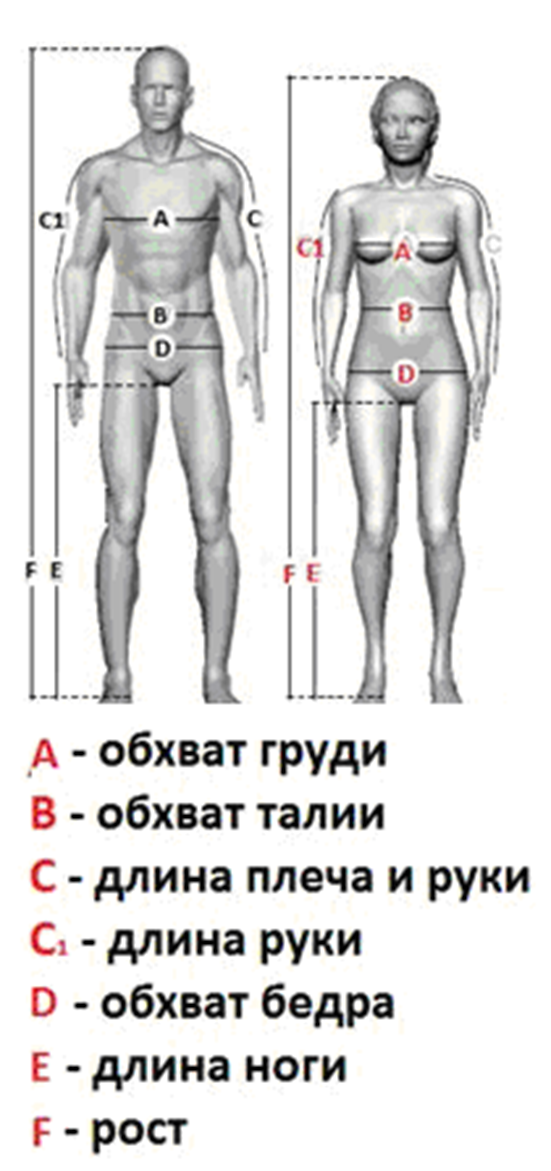 C1 A C C1 A C
B B
D D
F E F E
A - обхват груди
B - обхват талии
C - длина плеча и руки
C₁ - длина руки
D - обхват бедра
E - длина ноги
F - рост